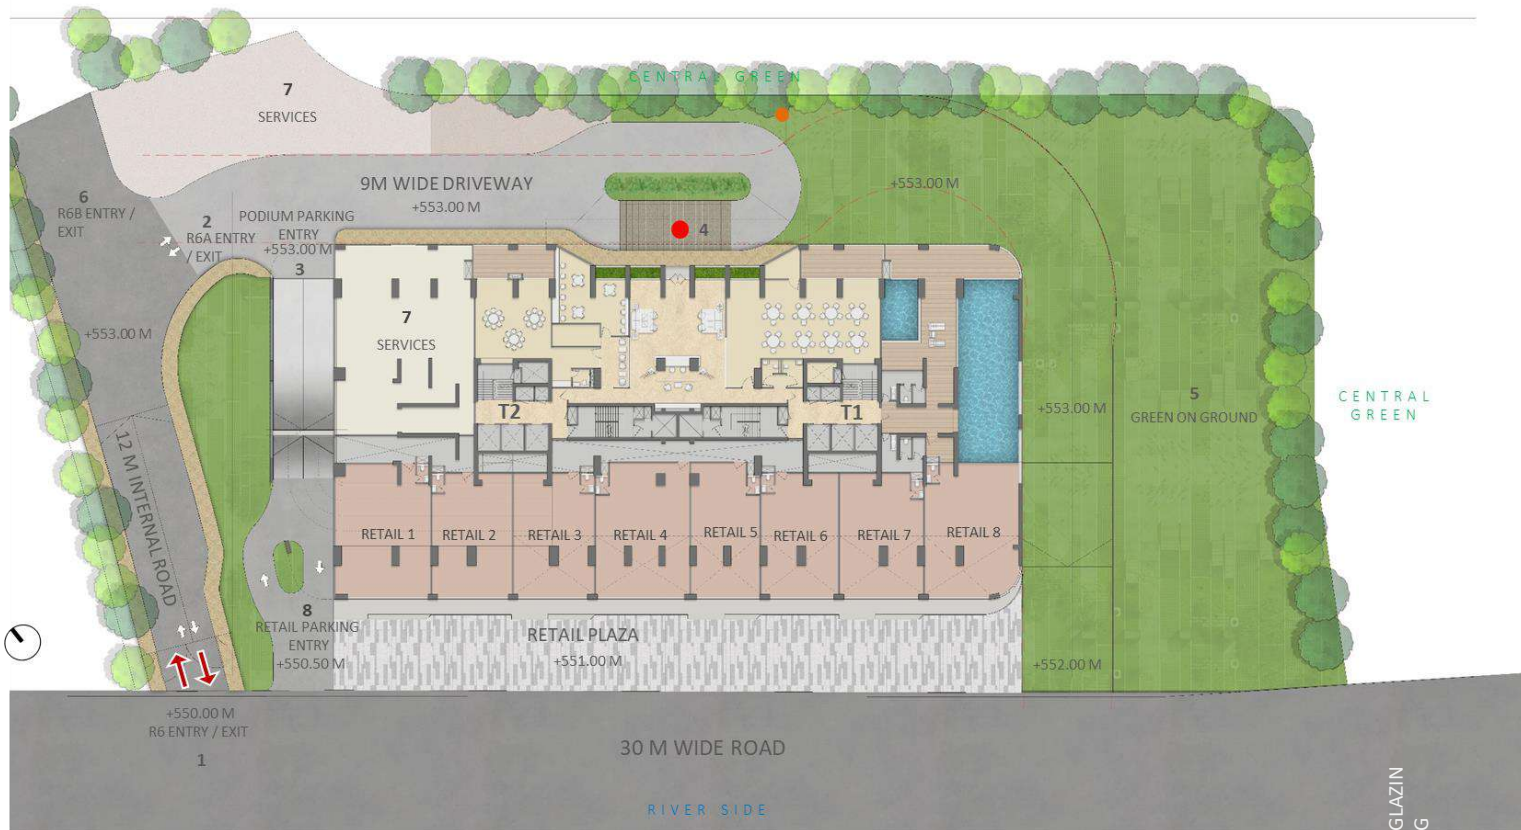 CENTRAL GREEN
7
SERVICES
9M WIDE DRIVEWAY
+553.00 M
+553.00 M
6
R6B ENTRY /
EXIT
2
R6A ENTRY
/ EXIT
PODIUM PARKING
ENTRY
+553.00 M
3
4
+553.00 M
7
SERVICES
T2
T1
+553.00 M
5
GREEN ON GROUND
CENTRAL
GREEN
12 M INTERNAL ROAD
RETAIL 1
RETAIL 2
RETAIL 3
RETAIL 4
RETAIL 5
RETAIL 6
RETAIL 7
RETAIL 8
8
RETAIL PARKING
ENTRY
+550.50 M
RETAIL PLAZA
+551.00 M
+552.00 M
+550.00 M
R6 ENTRY / EXIT
1
30 M WIDE ROAD
RIVER SIDE
GLAZIN
G